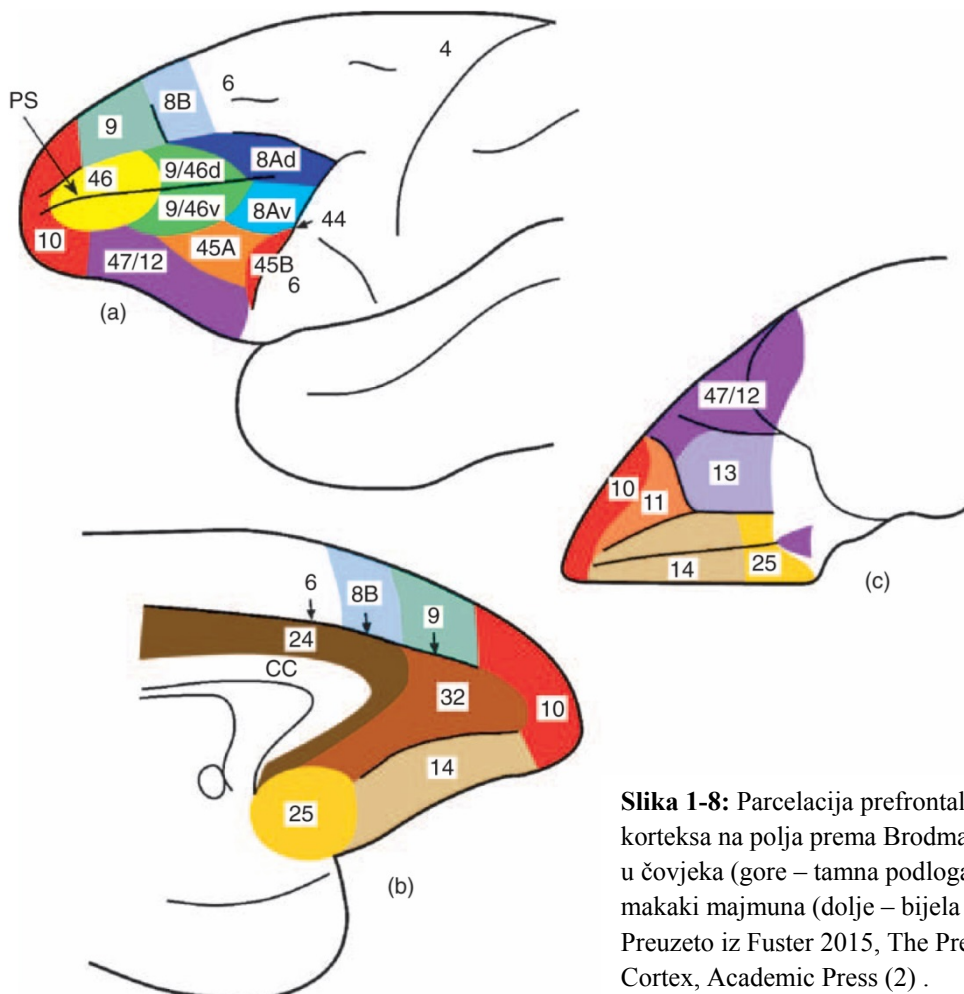 4
6
8B
PS
9
46
9/46d
8Ad
9/46v
8Av
44
10
45A
45B
47/12
6
(a)
47/12
13
10
11
14
25
(c)
6
8B
9
24
CC
32
10
14
25
(b)
Slika 1-8: Parcelacija prefrontal
korteksa na polja prema Brodma
u čovjeka (gore – tamna podloga
makaki majmuna (dolje – bijela
Preuzeto iz Fuster 2015, The Pre
Cortex, Academic Press (2) .